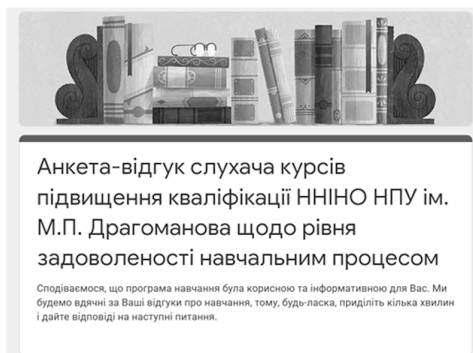 Анкета-відгук слухача курсів
підвищення кваліфікації ННІНО НПУ ім.
М.П. Драгоманова щодо рівня
задоволеності навчальним процесом
Сподіваємося, що програма навчання була корисною та інформативною для Вас. Ми
будемо вдячні за Ваші відгуки про навчання, тому, будь-ласка, приділіть кілька хвилин
і дайте відповіді на наступні питання.